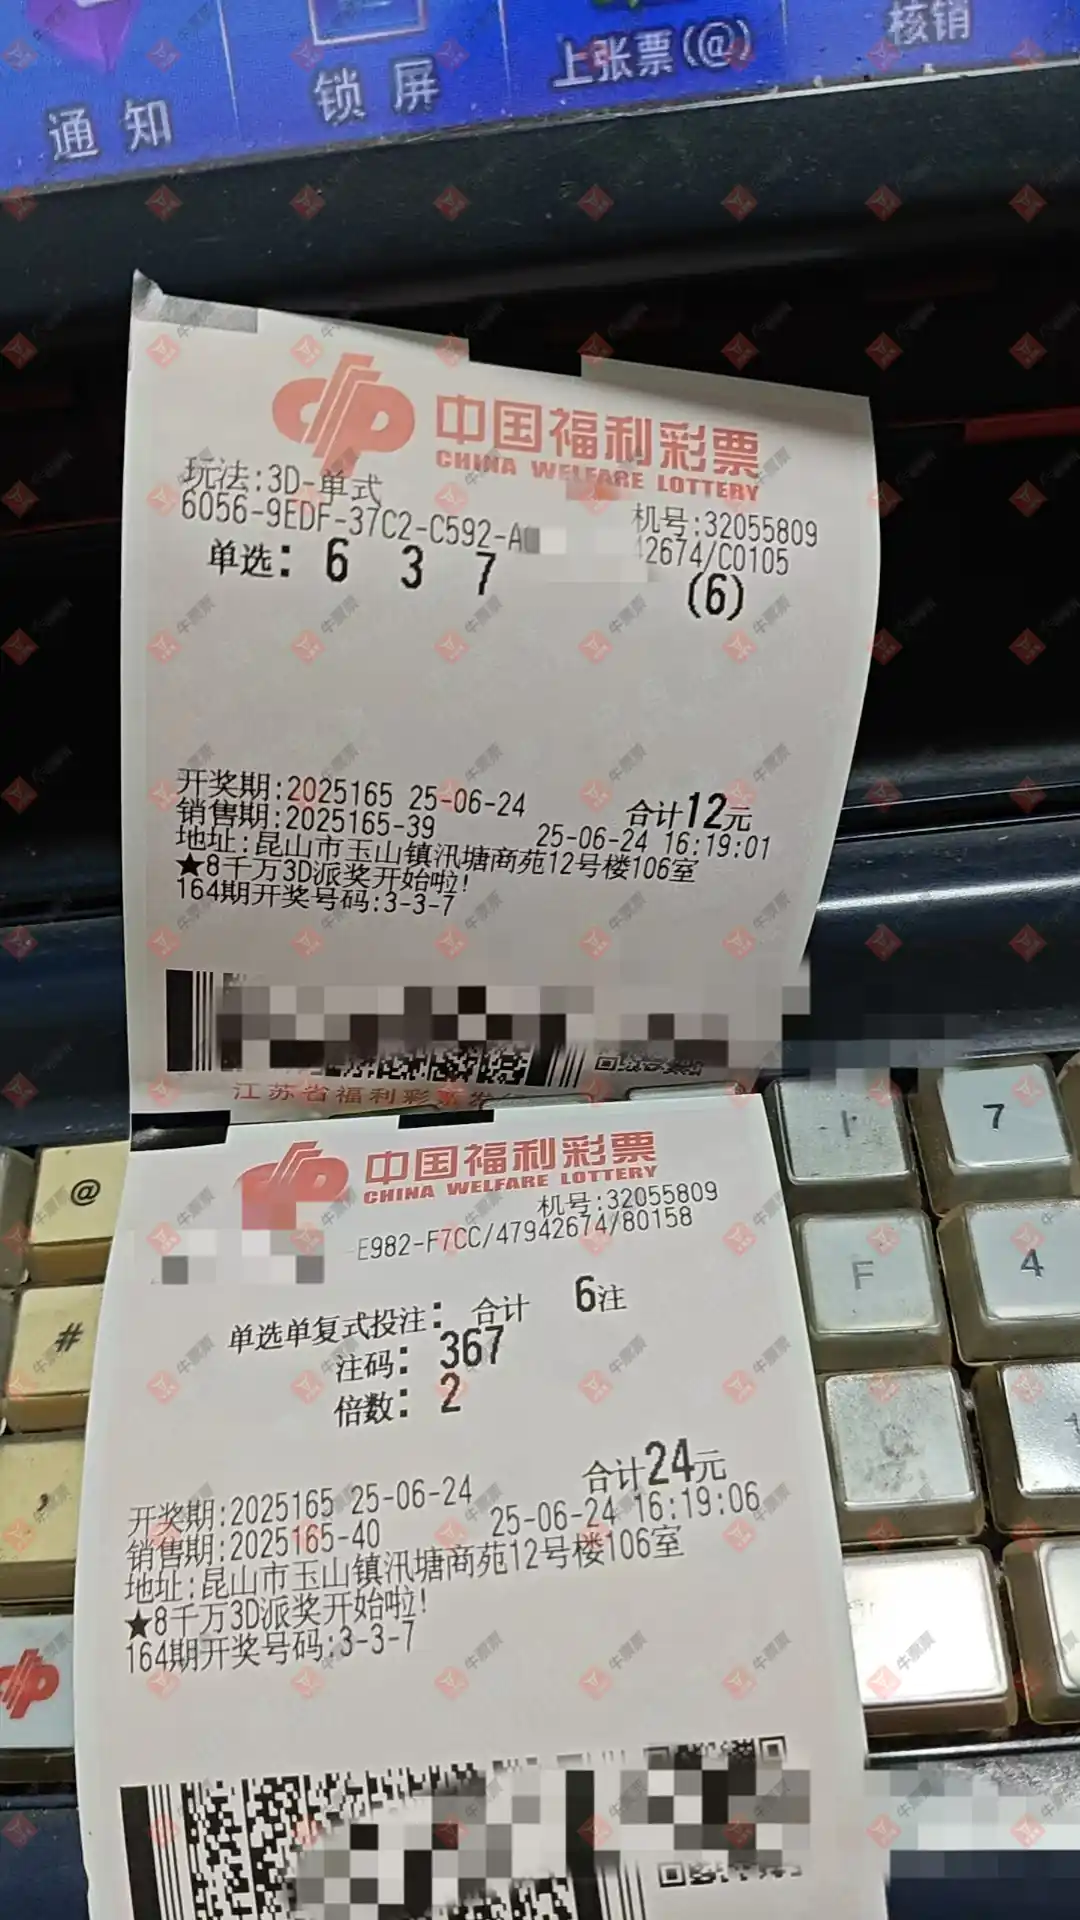 通知
锁屏
上张票(@)
核销
中国福利彩票
CHINA WELFARE LOTTERY
玩法:3D-单式
6056-9EDF-37C2-C592-A
机号:32055809
42674/C0105
单选: 6 3 7
(6)
开奖期:2025165 25-06-24
合计12元
销售期:2025165-39
25-06-24 16:19:01
地址:昆山市玉山镇汛塘商苑12号楼106室
★8千万3D派奖开始啦!
164期开奖号码:3-3-7
江苏省福利彩票发
中国福利彩票
CHINA WELFARE LOTTERY
机号:32055809
-E982-F7CC/47942674/80158
单选单复式投注: 合计 6注
注码: 367
倍数: 2
合计24元
开奖期:2025165 25-06-24
25-06-24 16:19:06
销售期:2025165-40
地址:昆山市玉山镇汛塘商苑12号楼106室
★8千万3D派奖开始啦!
164期开奖号码:3-3-7
@
#
,
7
F
4
1
牛票票